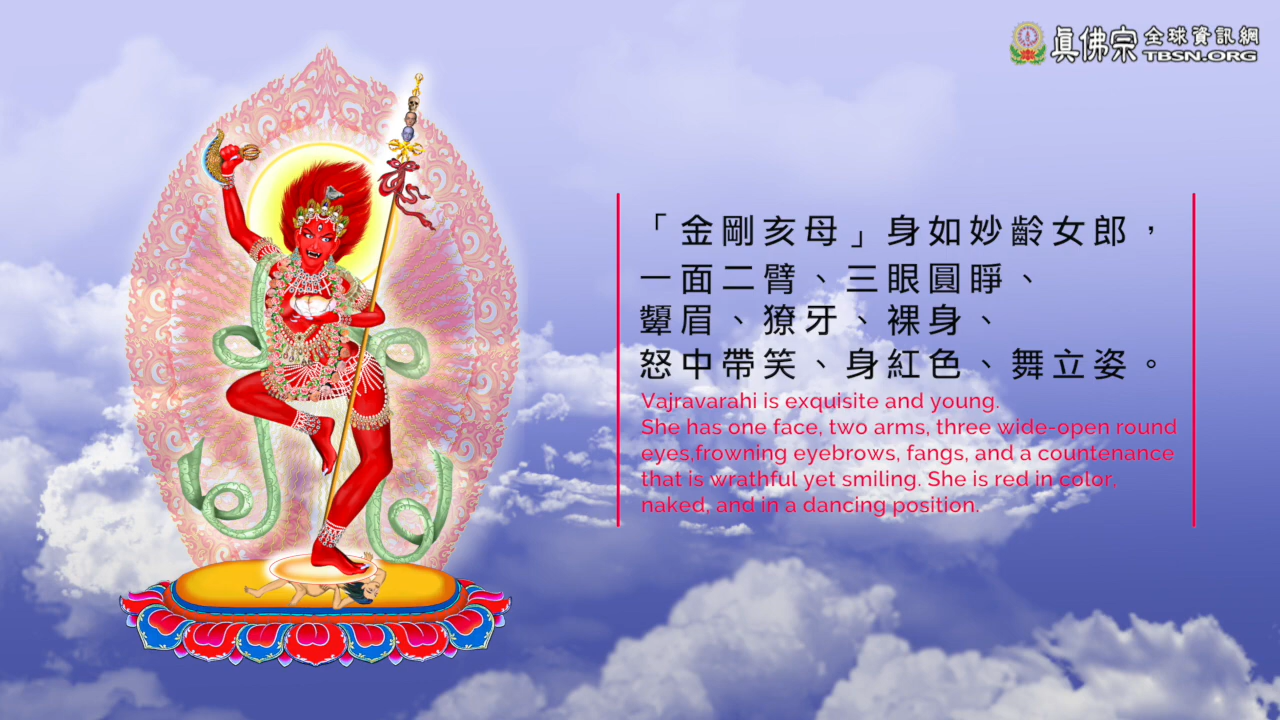 真佛宗 全球資訊網
TBSN.ORG
「金剛亥母」身如妙齡女郎，
一面二臂、三眼圓睜、
顰眉、獠牙、裸身、
怒中帶笑、身紅色、舞立姿。
Vajravarahi is exquisite and young.
She has one face, two arms, three wide-open round
eyes,frowning eyebrows, fangs, and a countenance
that is wrathful yet smiling. She is red in color,
naked, and in a dancing position.